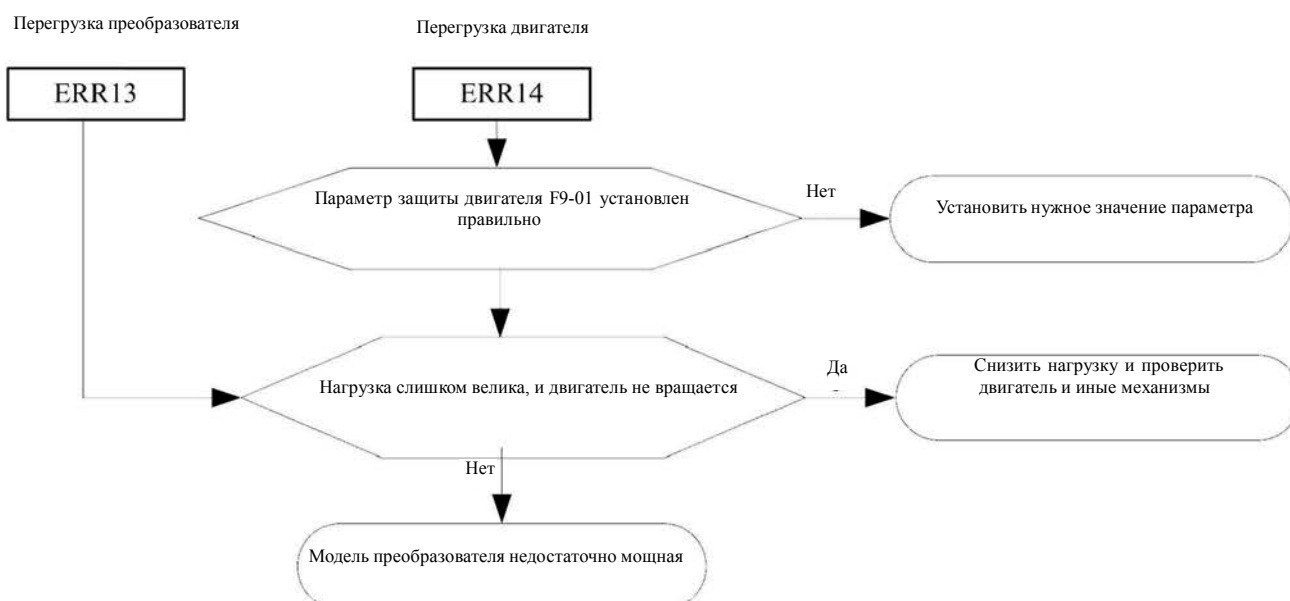 Перегрузка преобразователя
Перегрузка двигателя
ERR13
ERR14
Параметр защиты двигателя F9-01 установлен
правильно
Нет
Установить нужное значение параметра
Нагрузка слишком велика, и двигатель не вращается
Да
Снизить нагрузку и проверить
двигатель и иные механизмы
Нет
Модель преобразователя недостаточно мощная